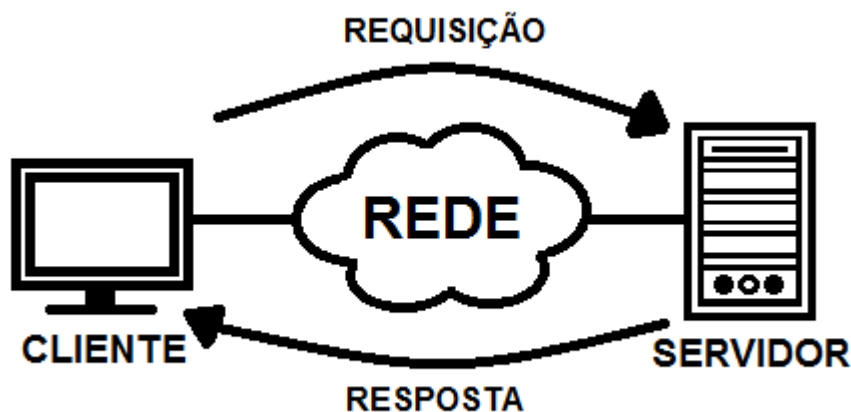 REQUISIÇÃO
REDE
CLIENTE
SERVIDOR
RESPOSTA